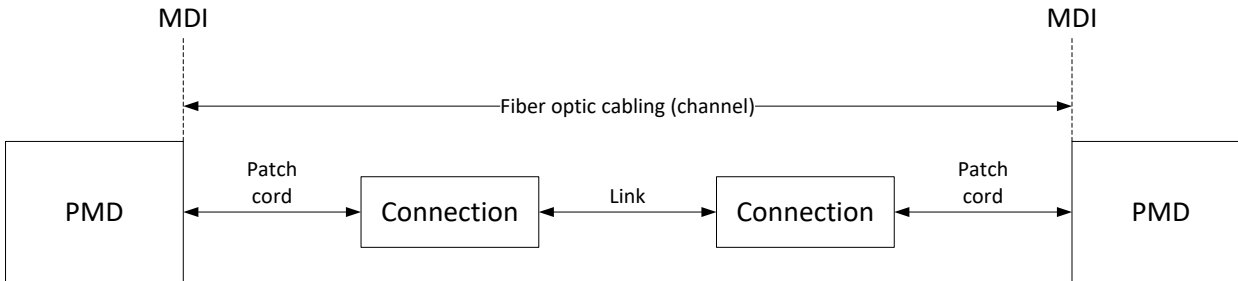 MDI
MDI
Fiber optic cabling (channel)
Patch
cord
Patch
cord
PMD
Connection
Link
Connection
PMD